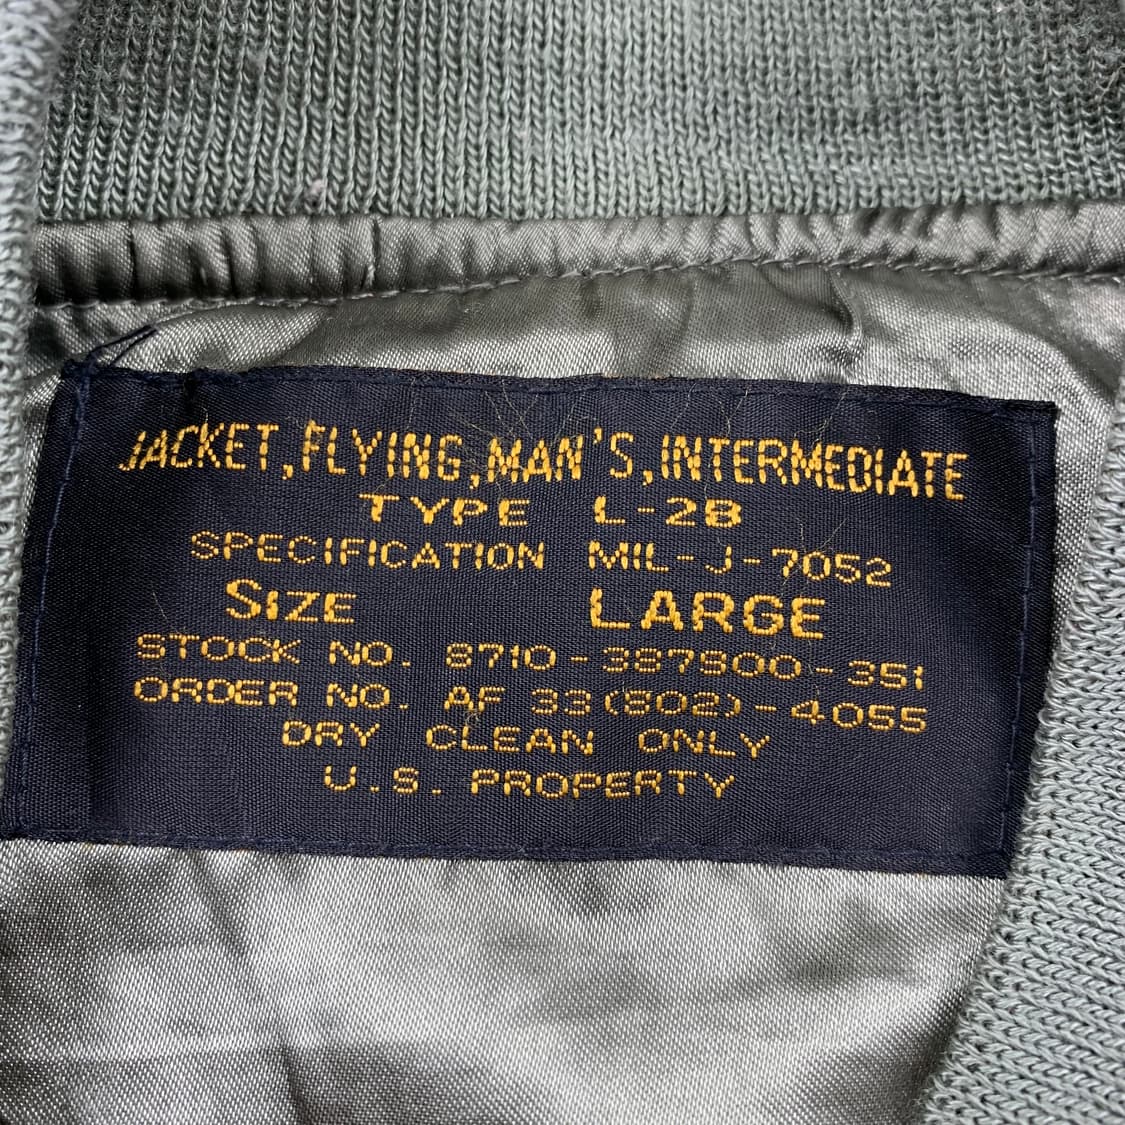 JACKET,FLYING,MAN'S,INTERMEDIATE
TYPE L-2B
SPECIFICATION MIL-J-7052
SIZE LARGE
STOCK NO. 8710-387800-351
ORDER NO. AF 33(802)-4055
DRY CLEAN ONLY
U.S. PROPERTY